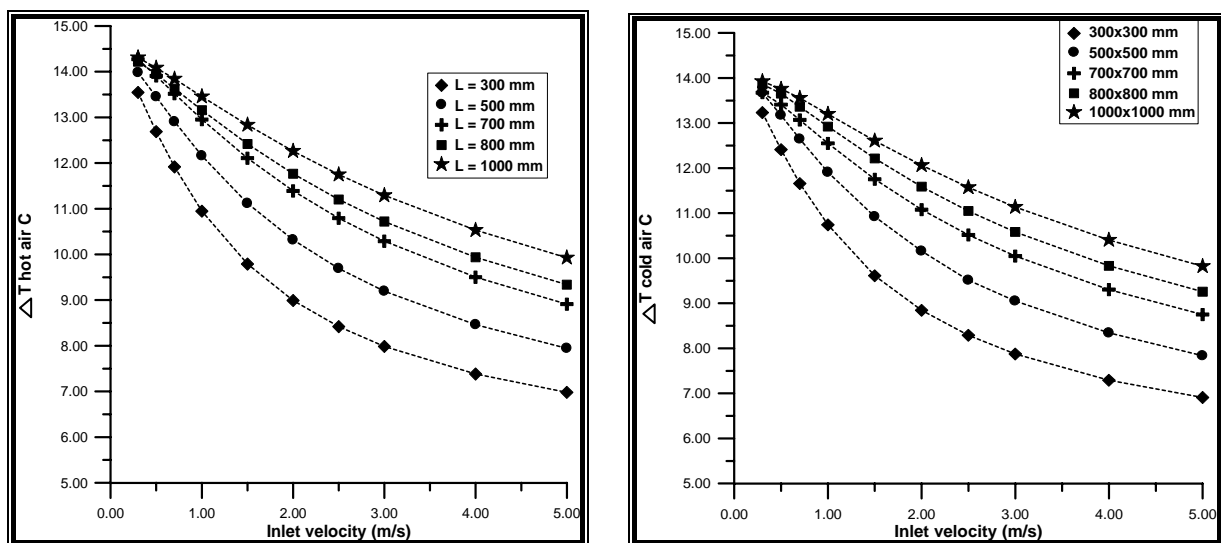 15.00
14.00
13.00
12.00
11.00
10.00
9.00
8.00
7.00
6.00
5.00
△T hot air C
L = 300 mm
L = 500 mm
L = 700 mm
L = 800 mm
L = 1000 mm
0.00 1.00 2.00 3.00 4.00 5.00
Inlet velocity (m/s)
15.00
14.00
13.00
12.00
11.00
10.00
9.00
8.00
7.00
6.00
5.00
△T cold air C
300x300 mm
500x500 mm
700x700 mm
800x800 mm
1000x1000 mm
0.00 1.00 2.00 3.00 4.00 5.00
Inlet velocity (m/s)